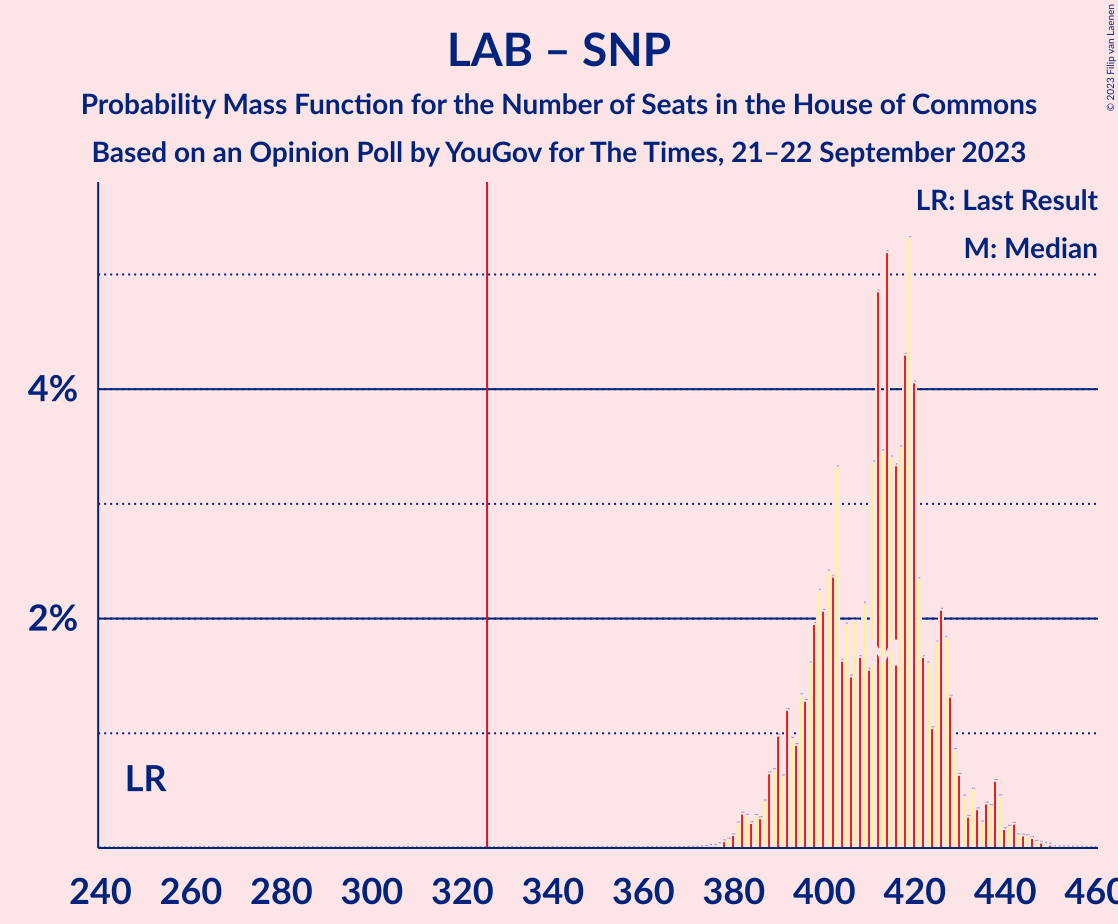 LAB – SNP
Probability Mass Function for the Number of Seats in the House of Commons
Based on an Opinion Poll by YouGov for The Times, 21–22 September 2023
© 2023 Filip van Laenen
LR: Last Result
M: Median
4%
2%
LR
M
240 260 280 300 320 340 360 380 400 420 440 460